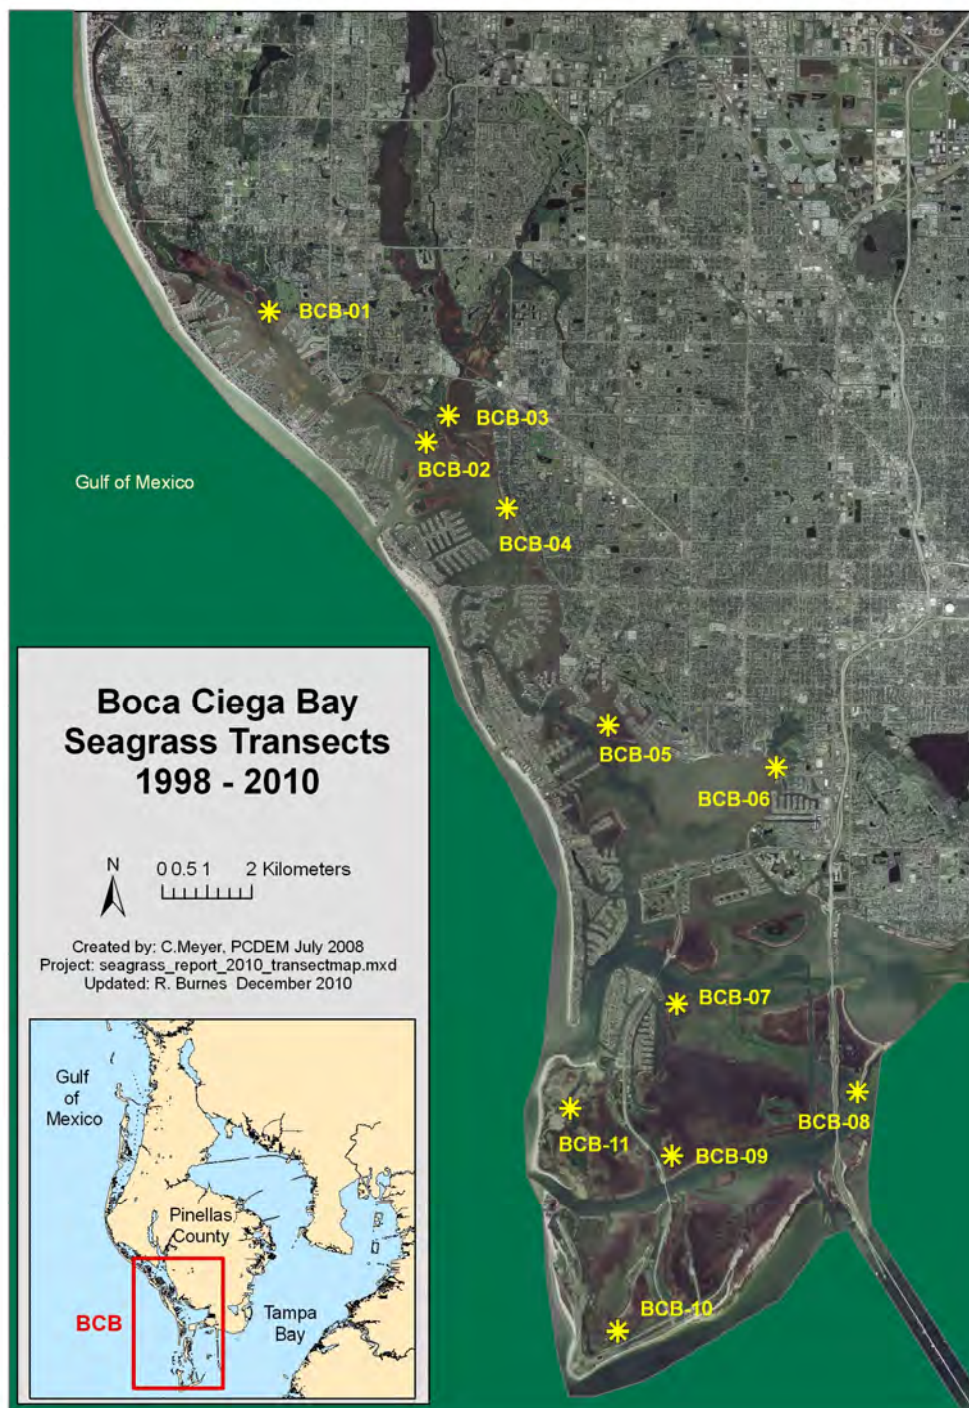 BCB-01
BCB-03
BCB-02
Gulf of Mexico
BCB-04
BCB-05
BCB-06
BCB-07
BCB-08
BCB-11
BCB-09
BCB-10
Boca Ciega Bay
Seagrass Transects
1998 - 2010
N
0 0.5 1 2 Kilometers
Created by: C.Meyer, PCDEM July 2008
Project: seagrass_report_2010_transectmap.mxd
Updated: R. Burnes December 2010
Gulf
of
Mexico
Pinellas
County
BCB
Tampa
Bay